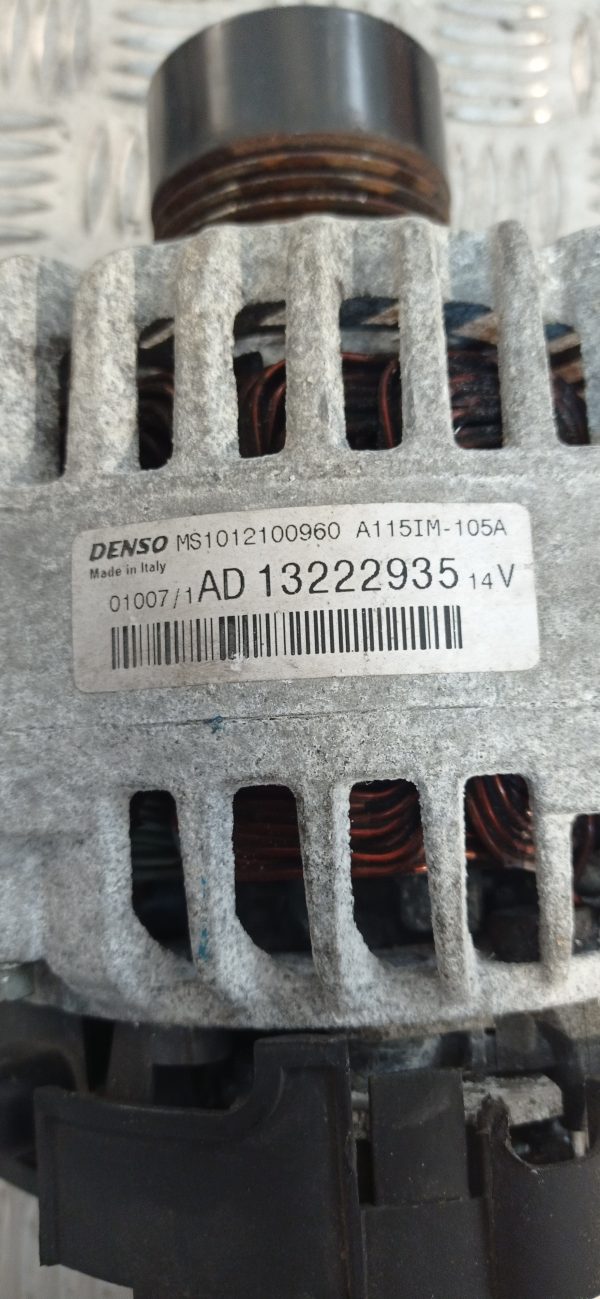 DENSO MS1012100960 A115IM-105A
Made in Italy
01007/1 AD 13222935 14V